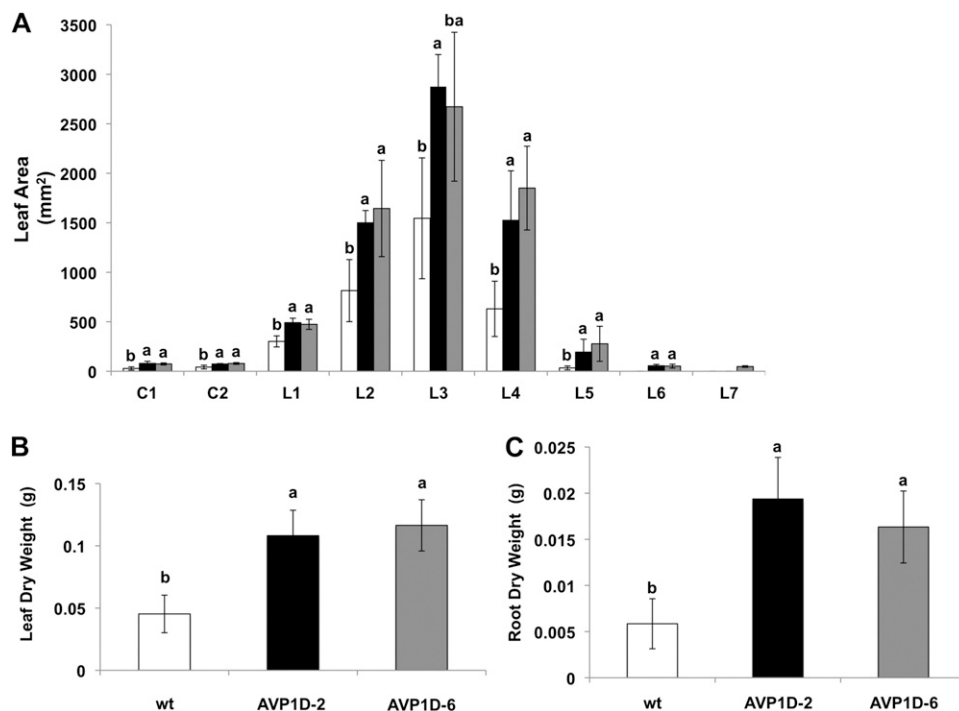 A
Leaf Area
(mm²)
3500
3000
2500
2000
1500
1000
500
0
b a a
b a a
b a a
b a a
b a ba
b a a
b a a
a a
C1 C2 L1 L2 L3 L4 L5 L6 L7
B
Leaf Dry Weight (g)
0.15
0.1
0.05
0
b a a
wt AVP1D-2 AVP1D-6
C
Root Dry Weight (g)
0.025
0.02
0.015
0.01
0.005
0
b a a
wt AVP1D-2 AVP1D-6